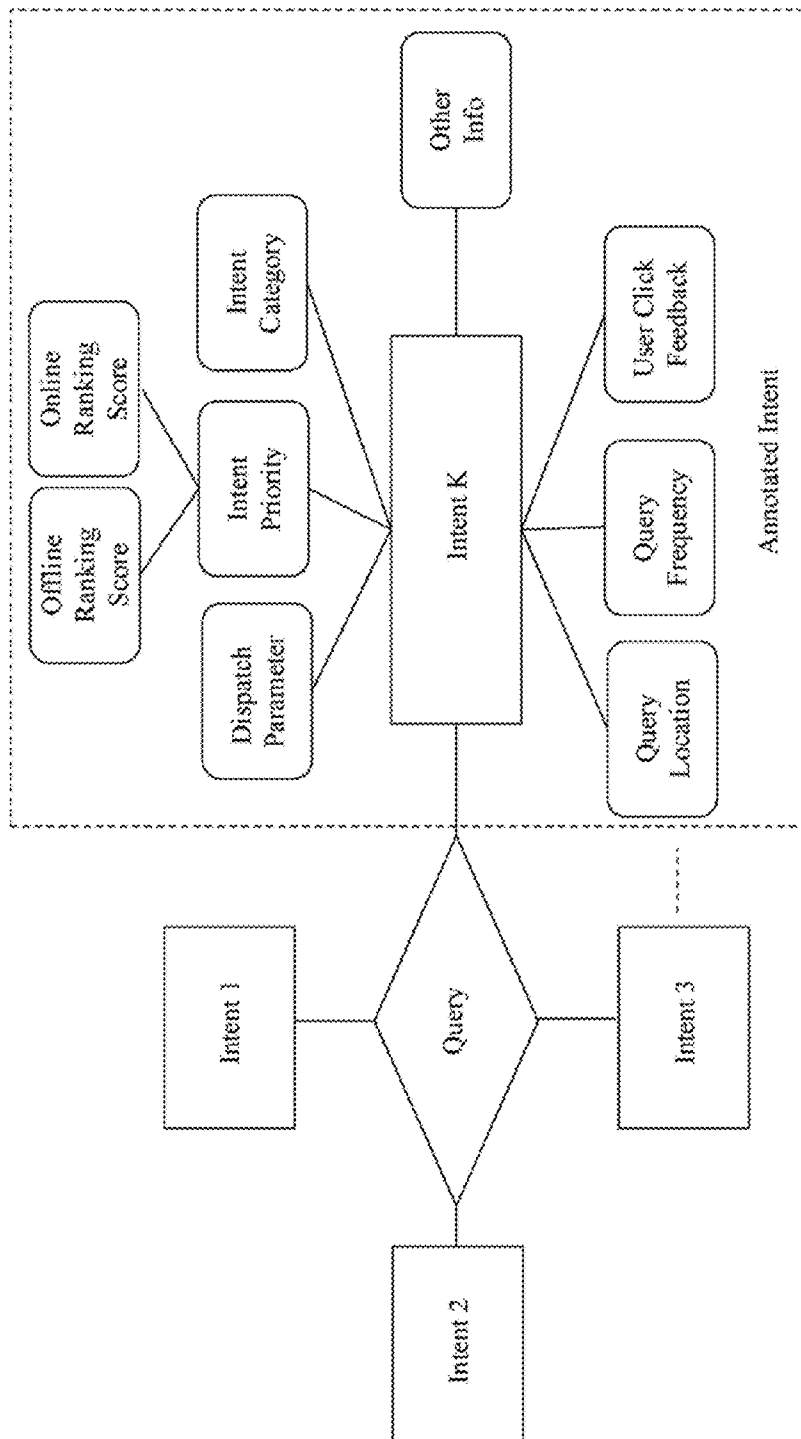 Offline
Ranking
Score
Online
Ranking
Score
Dispatch
Parameter
Intent
Priority
Intent
Category
Intent 1
Intent 2
Query
Intent K
Other
Info
Intent 3
Query
Location
Query
Frequency
User Click
Feedback
Annotated Intent